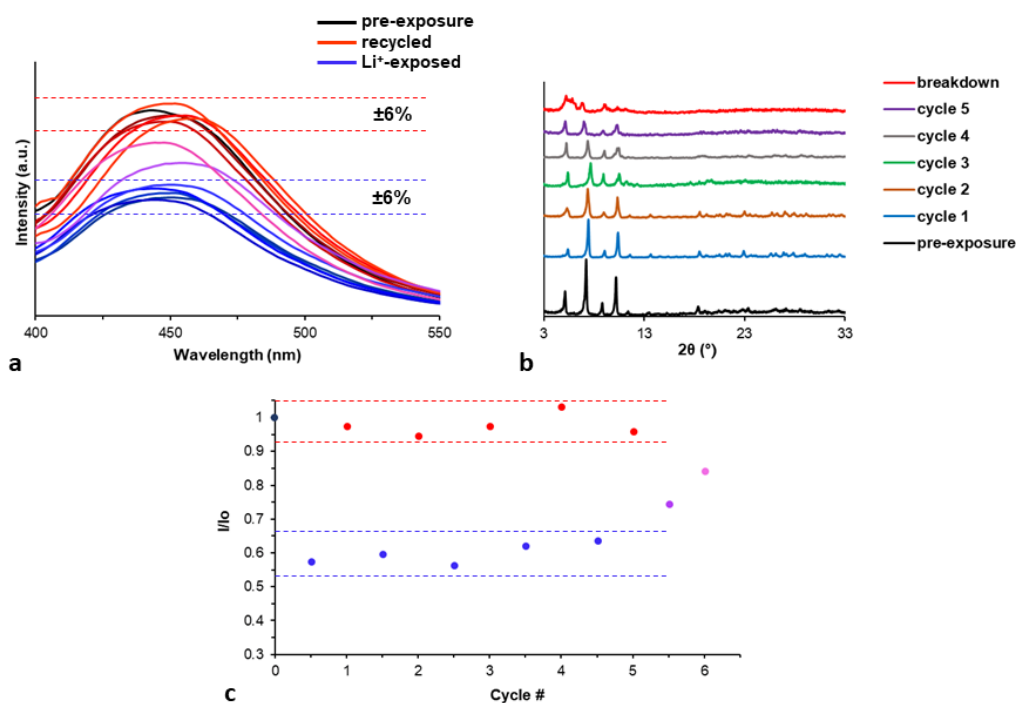 pre-exposure
recycled
Li⁺-exposed
±6%
±6%
Intensity (a.u.)
400
450
500
550
Wavelength (nm)
a
breakdown
cycle 5
cycle 4
cycle 3
cycle 2
cycle 1
pre-exposure
3
13
23
33
2θ (°)
b
1
0.9
0.8
0.7
0.6
0.5
0.4
0.3
I/Io
0
1
2
3
4
5
6
Cycle #
c